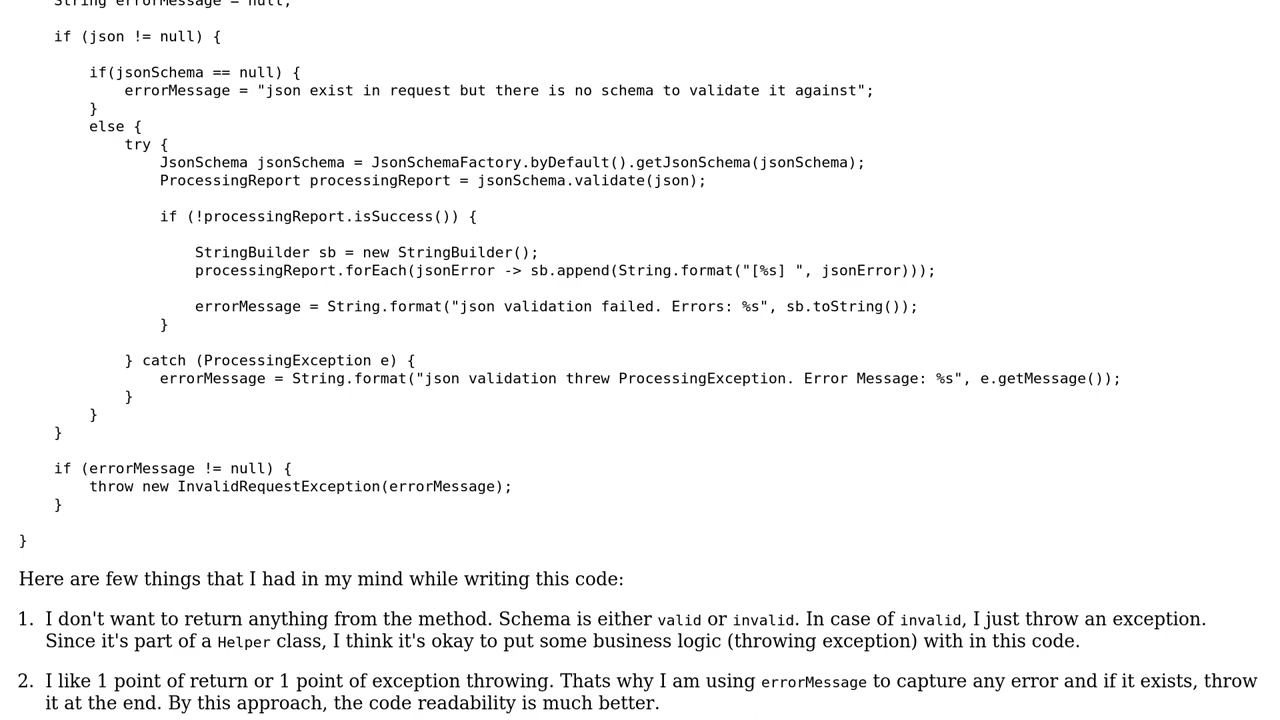 String errorMessage = null;
if (json != null) {
if(jsonSchema == null) {
errorMessage = "json exist in request but there is no schema to validate it against";
}
else {
try {
JsonSchema jsonSchema = JsonSchemaFactory.byDefault().getJsonSchema(jsonSchema);
ProcessingReport processingReport = jsonSchema.validate(json);
if (!processingReport.isSuccess()) {
StringBuilder sb = new StringBuilder();
processingReport.forEach(jsonError -> sb.append(String.format("[%s] ", jsonError)));
errorMessage = String.format("json validation failed. Errors: %s", sb.toString());
}
} catch (ProcessingException e) {
errorMessage = String.format("json validation threw ProcessingException. Error Message: %s", e.getMessage());
}
}
}
if (errorMessage != null) {
throw new InvalidRequestException(errorMessage);
}
}
Here are few things that I had in my mind while writing this code:
1. I don't want to return anything from the method. Schema is either valid or invalid. In case of invalid, I just throw an exception.
Since it's part of a Helper class, I think it's okay to put some business logic (throwing exception) with in this code.
2. I like 1 point of return or 1 point of exception throwing. Thats why I am using errorMessage to capture any error and if it exists, throw
it at the end. By this approach, the code readability is much better.